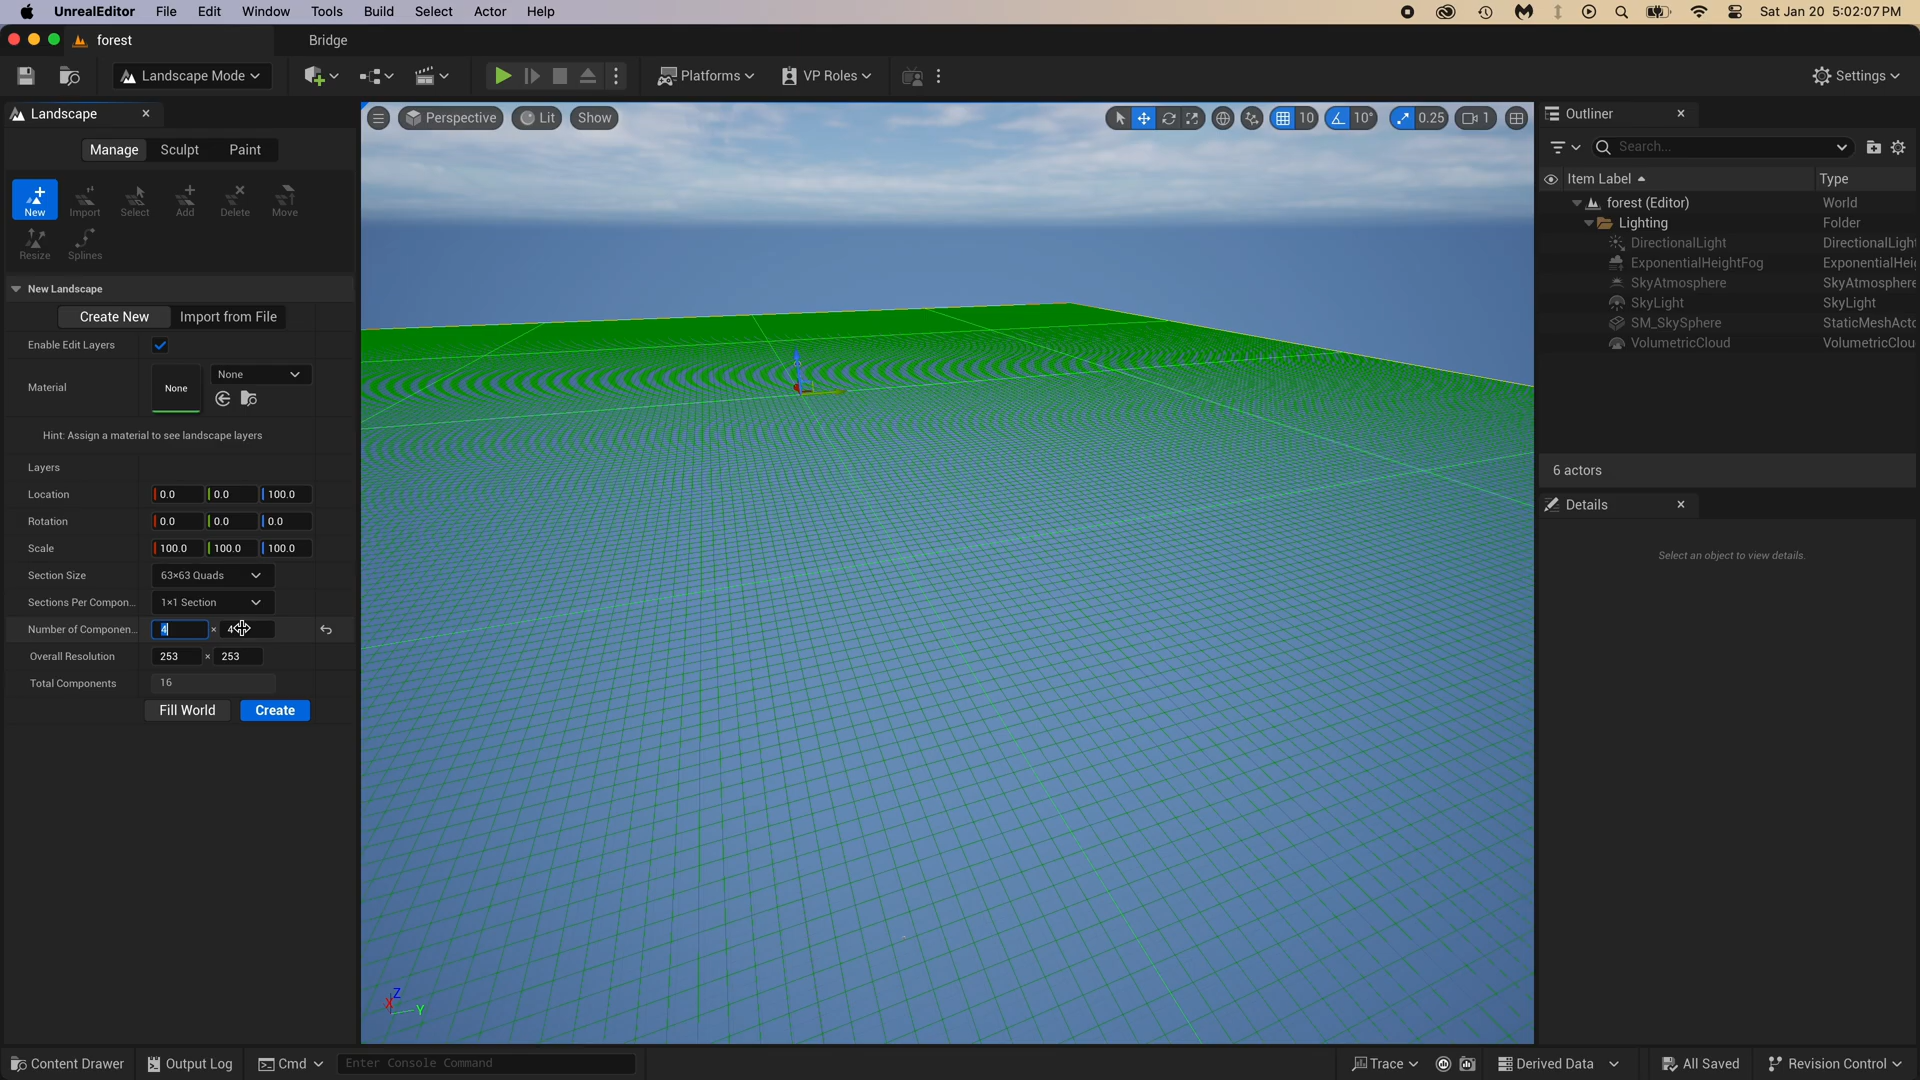 UnrealEditor File Edit Window Tools Build Select Actor Help
Sat Jan 20 5:02:07 PM
forest
Bridge
Landscape Mode
Platforms
VP Roles
Settings
Landscape
Perspective
Lit
Show
10
10°
0.25
1
Outliner
Manage
Sculpt
Paint
Search...
Item Label
Type
New
Import
Select
Add
Delete
Move
forest (Editor)
World
Lighting
Folder
Resize
Splines
DirectionalLight
DirectionalLight
ExponentialHeightFog
ExponentialHei
SkyAtmosphere
SkyAtmosphere
New Landscape
SkyLight
SkyLight
Create New
Import from File
SM_SkySphere
StaticMeshActo
Enable Edit Layers
VolumetricCloud
VolumetricClou
Material
None
None
Hint: Assign a material to see landscape layers
Layers
6 actors
Location
0.0
0.0
100.0
Details
Rotation
0.0
0.0
0.0
Scale
100.0
100.0
100.0
Select an object to view details.
Section Size
63×63 Quads
Sections Per Compon...
1×1 Section
Number of Componen...
4 × 4
Overall Resolution
253 × 253
Total Components
16
Fill World
Create
Z
X
Y
Content Drawer
Output Log
Cmd
Enter Console Command
Trace
Derived Data
All Saved
Revision Control